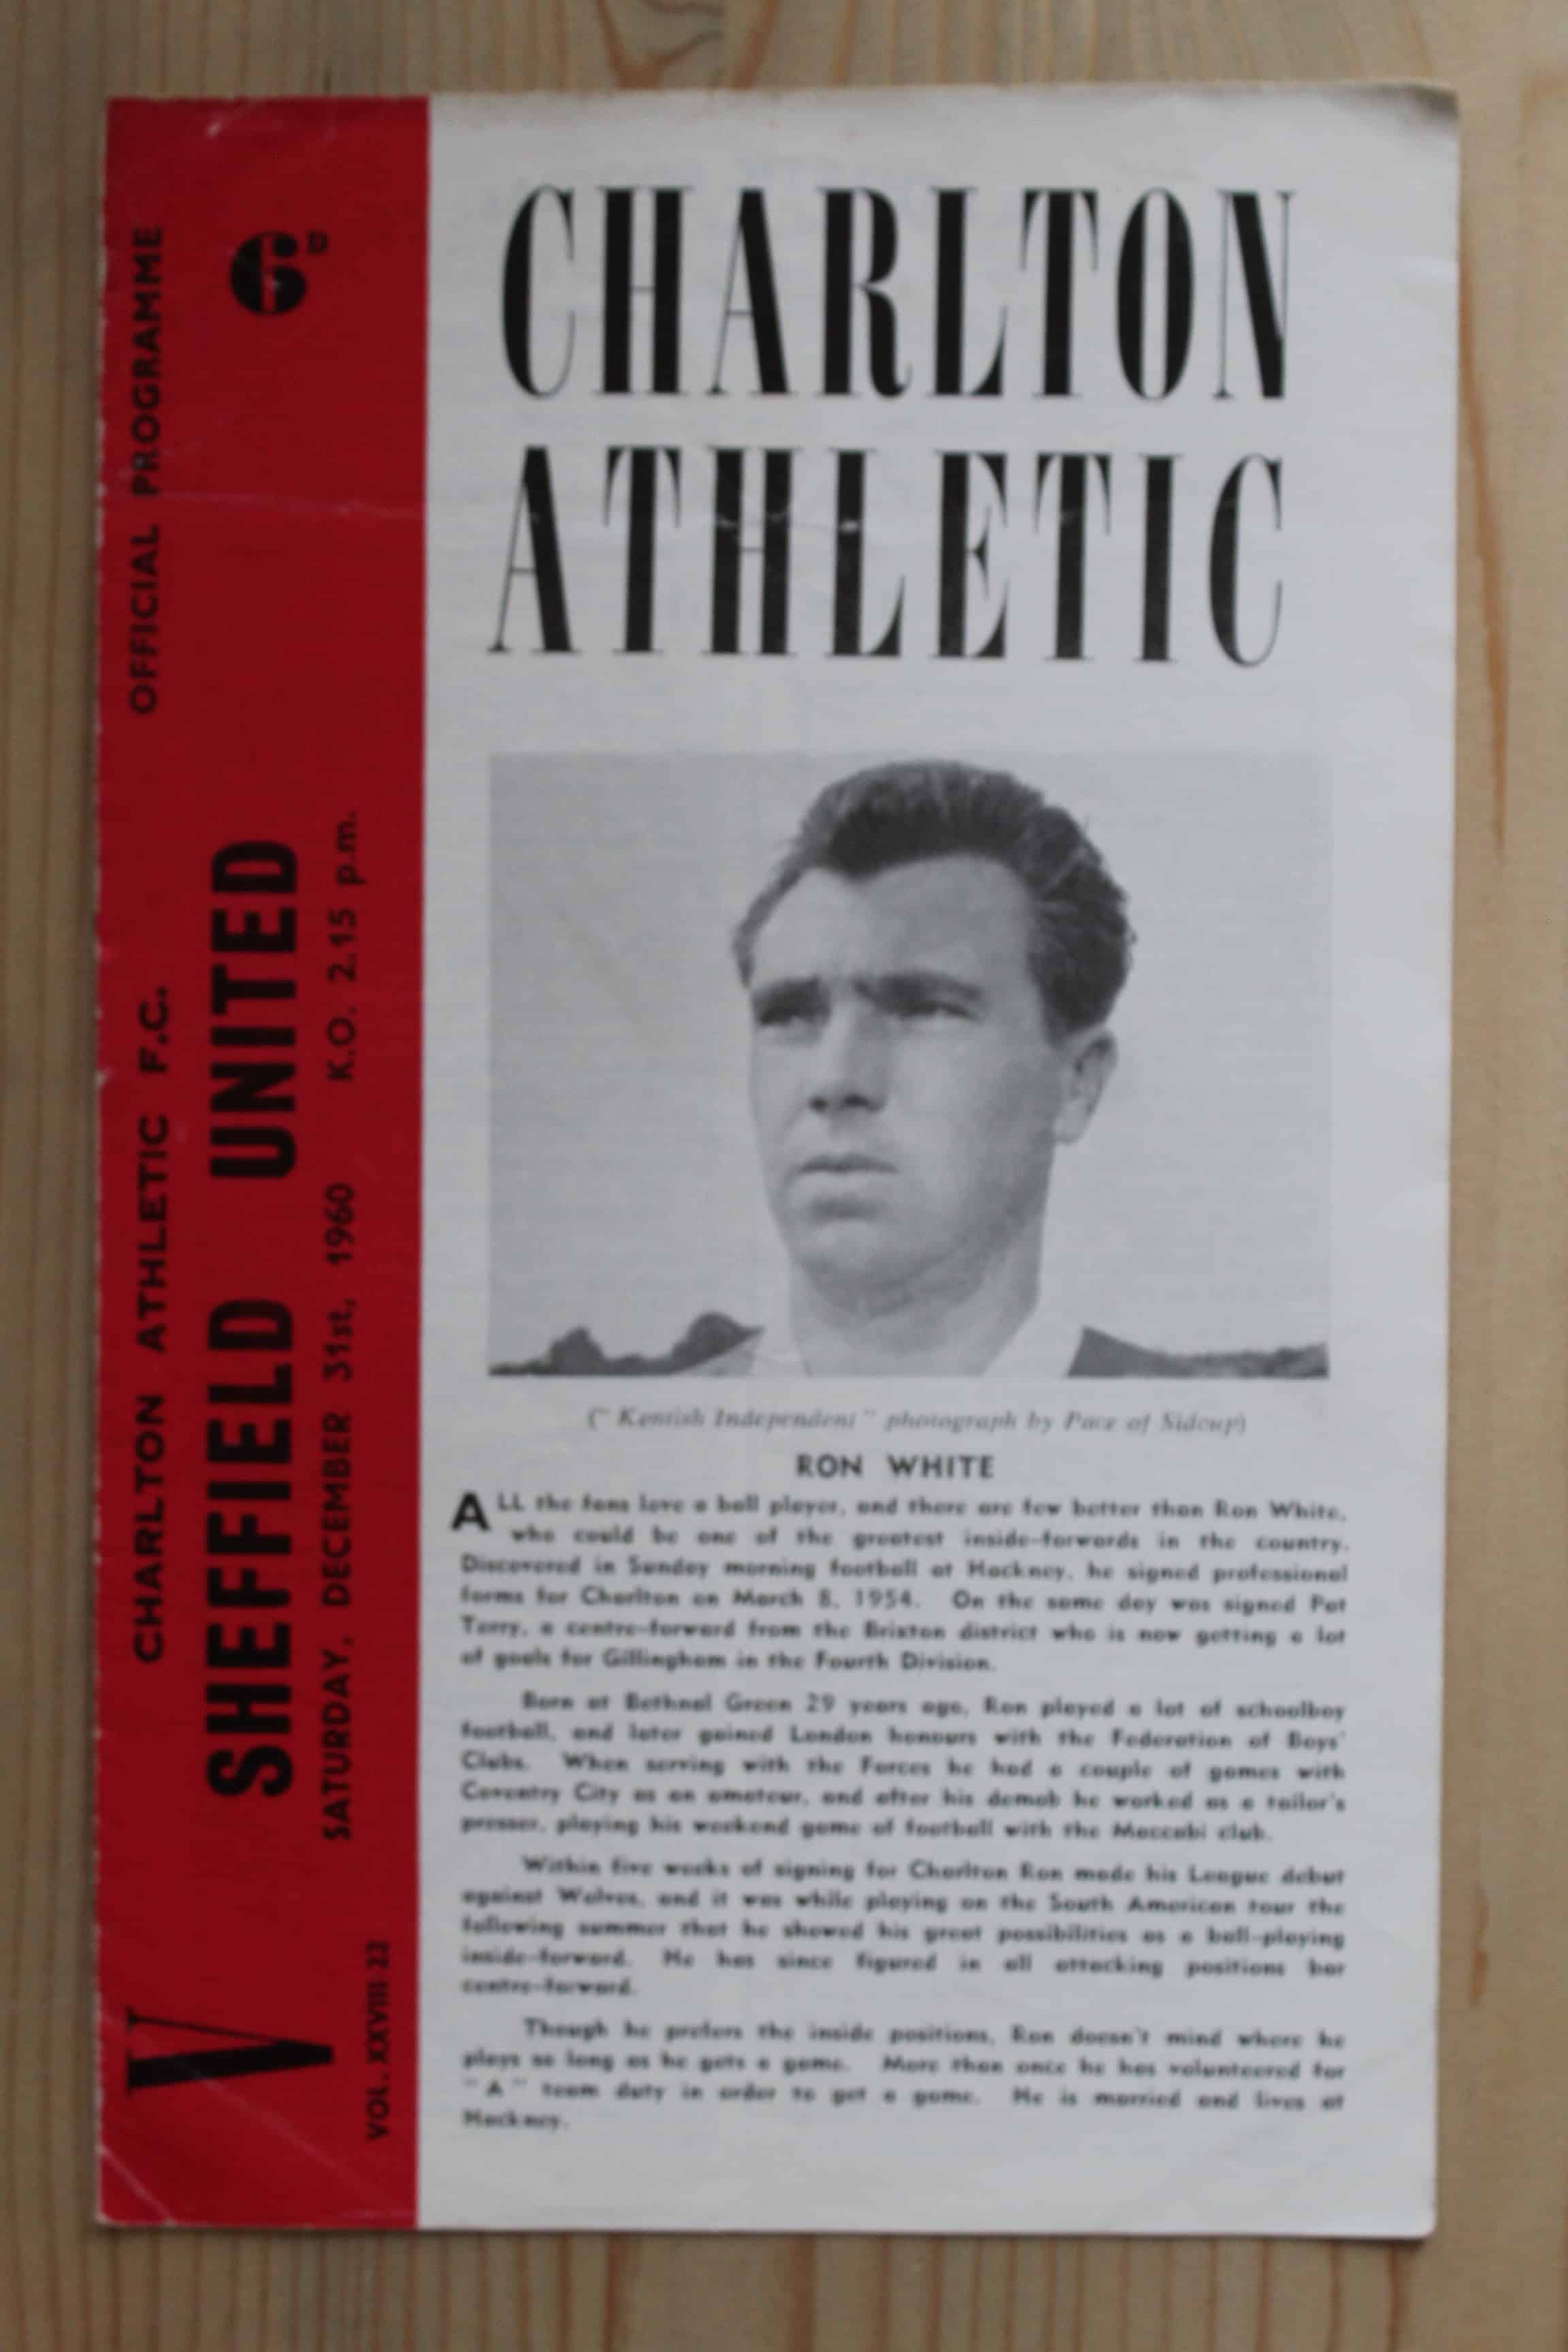 OFFICIAL PROGRAMME
6D
CHARLTON ATHLETIC F.C.
V SHEFFIELD UNITED
SATURDAY, DECEMBER 31st, 1960 K.O. 2.15 p.m.
VOL. XXVIII 22
CHARLTON
ATHLETIC
(" Kentish Independent " photograph by Pace of Sidcup)
RON WHITE
ALL the fans love a ball player, and there are few better than Ron White,
who could be one of the greatest inside-forwards in the country.
Discovered in Sunday morning football at Hackney, he signed professional
forms for Charlton on March 8, 1954. On the same day was signed Pat
Terry, a centre-forward from the Brixton district who is now getting a lot
of goals for Gillingham in the Fourth Division.
Born at Bethnal Green 29 years ago, Ron played a lot of schoolboy
football, and later gained London honours with the Federation of Boys'
Clubs. When serving with the Forces he had a couple of games with
Coventry City as an amateur, and after his demob he worked as a tailor's
presser, playing his weekend game of football with the Maccabi club.
Within five weeks of signing for Charlton Ron made his League debut
against Wolves, and it was while playing on the South American tour the
following summer that he showed his great possibilities as a ball-playing
inside-forward. He has since figured in all attacking positions bar
centre-forward.
Though he prefers the inside positions, Ron doesn't mind where he
plays so long as he gets a game. More than once he has volunteered for
" A " team duty in order to get a game. He is married and lives at
Hackney.